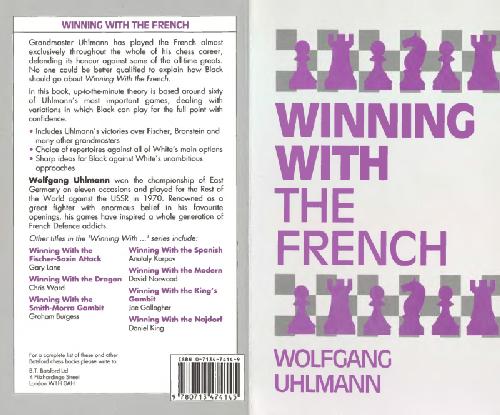 WINNING WITH THE FRENCH
Grandmaster Uhlmann has played the French almost
exclusively throughout the whole of his chess career,
defending its honour against some of the all-time greats.
No one could be better qualified to explain how Black
should go about Winning With the French.
In this book, up-to-the-minute theory is based around sixty
of Uhlmann's most important games, dealing with
variations in which Black can play for the full point with
confidence.
• Includes Uhlmann's victories over Fischer, Bronstein and
many other grandmasters
• Choice of repertoires against all of White's main options
• Sharp ideas for Black against White's unambitious
approaches
Wolfgang Uhlmann won the championship of East
Germany on eleven occasions and played for the Rest of
the World against the USSR in 1970. Renowned as a
great fighter with enormous belief in his favourite
openings, his games have inspired a whole generation of
French Defence addicts.
Other titles in the 'Winning With ...' series include:
Winning With the
Fischer-Sozin Attack
Gary Lane
Winning With the Dragon
Chris Ward
Winning With the
Smith-Morra Gambit
Graham Burgess
Winning With the Spanish
Anatoly Karpov
Winning With the Modern
David Norwood
Winning With the King's
Gambit
Joe Gallagher
Winning With the Najdorf
Daniel King
For a complete list of these and other
Batsford chess books please write to:
B.T. Batsford Ltd
4 Fitzhardinge Street
London W1H 0AH
ISBN 0-7134-7414-9
9 780713 474145
WINNING
WITH
THE
FRENCH
WOLFGANG
UHLMANN